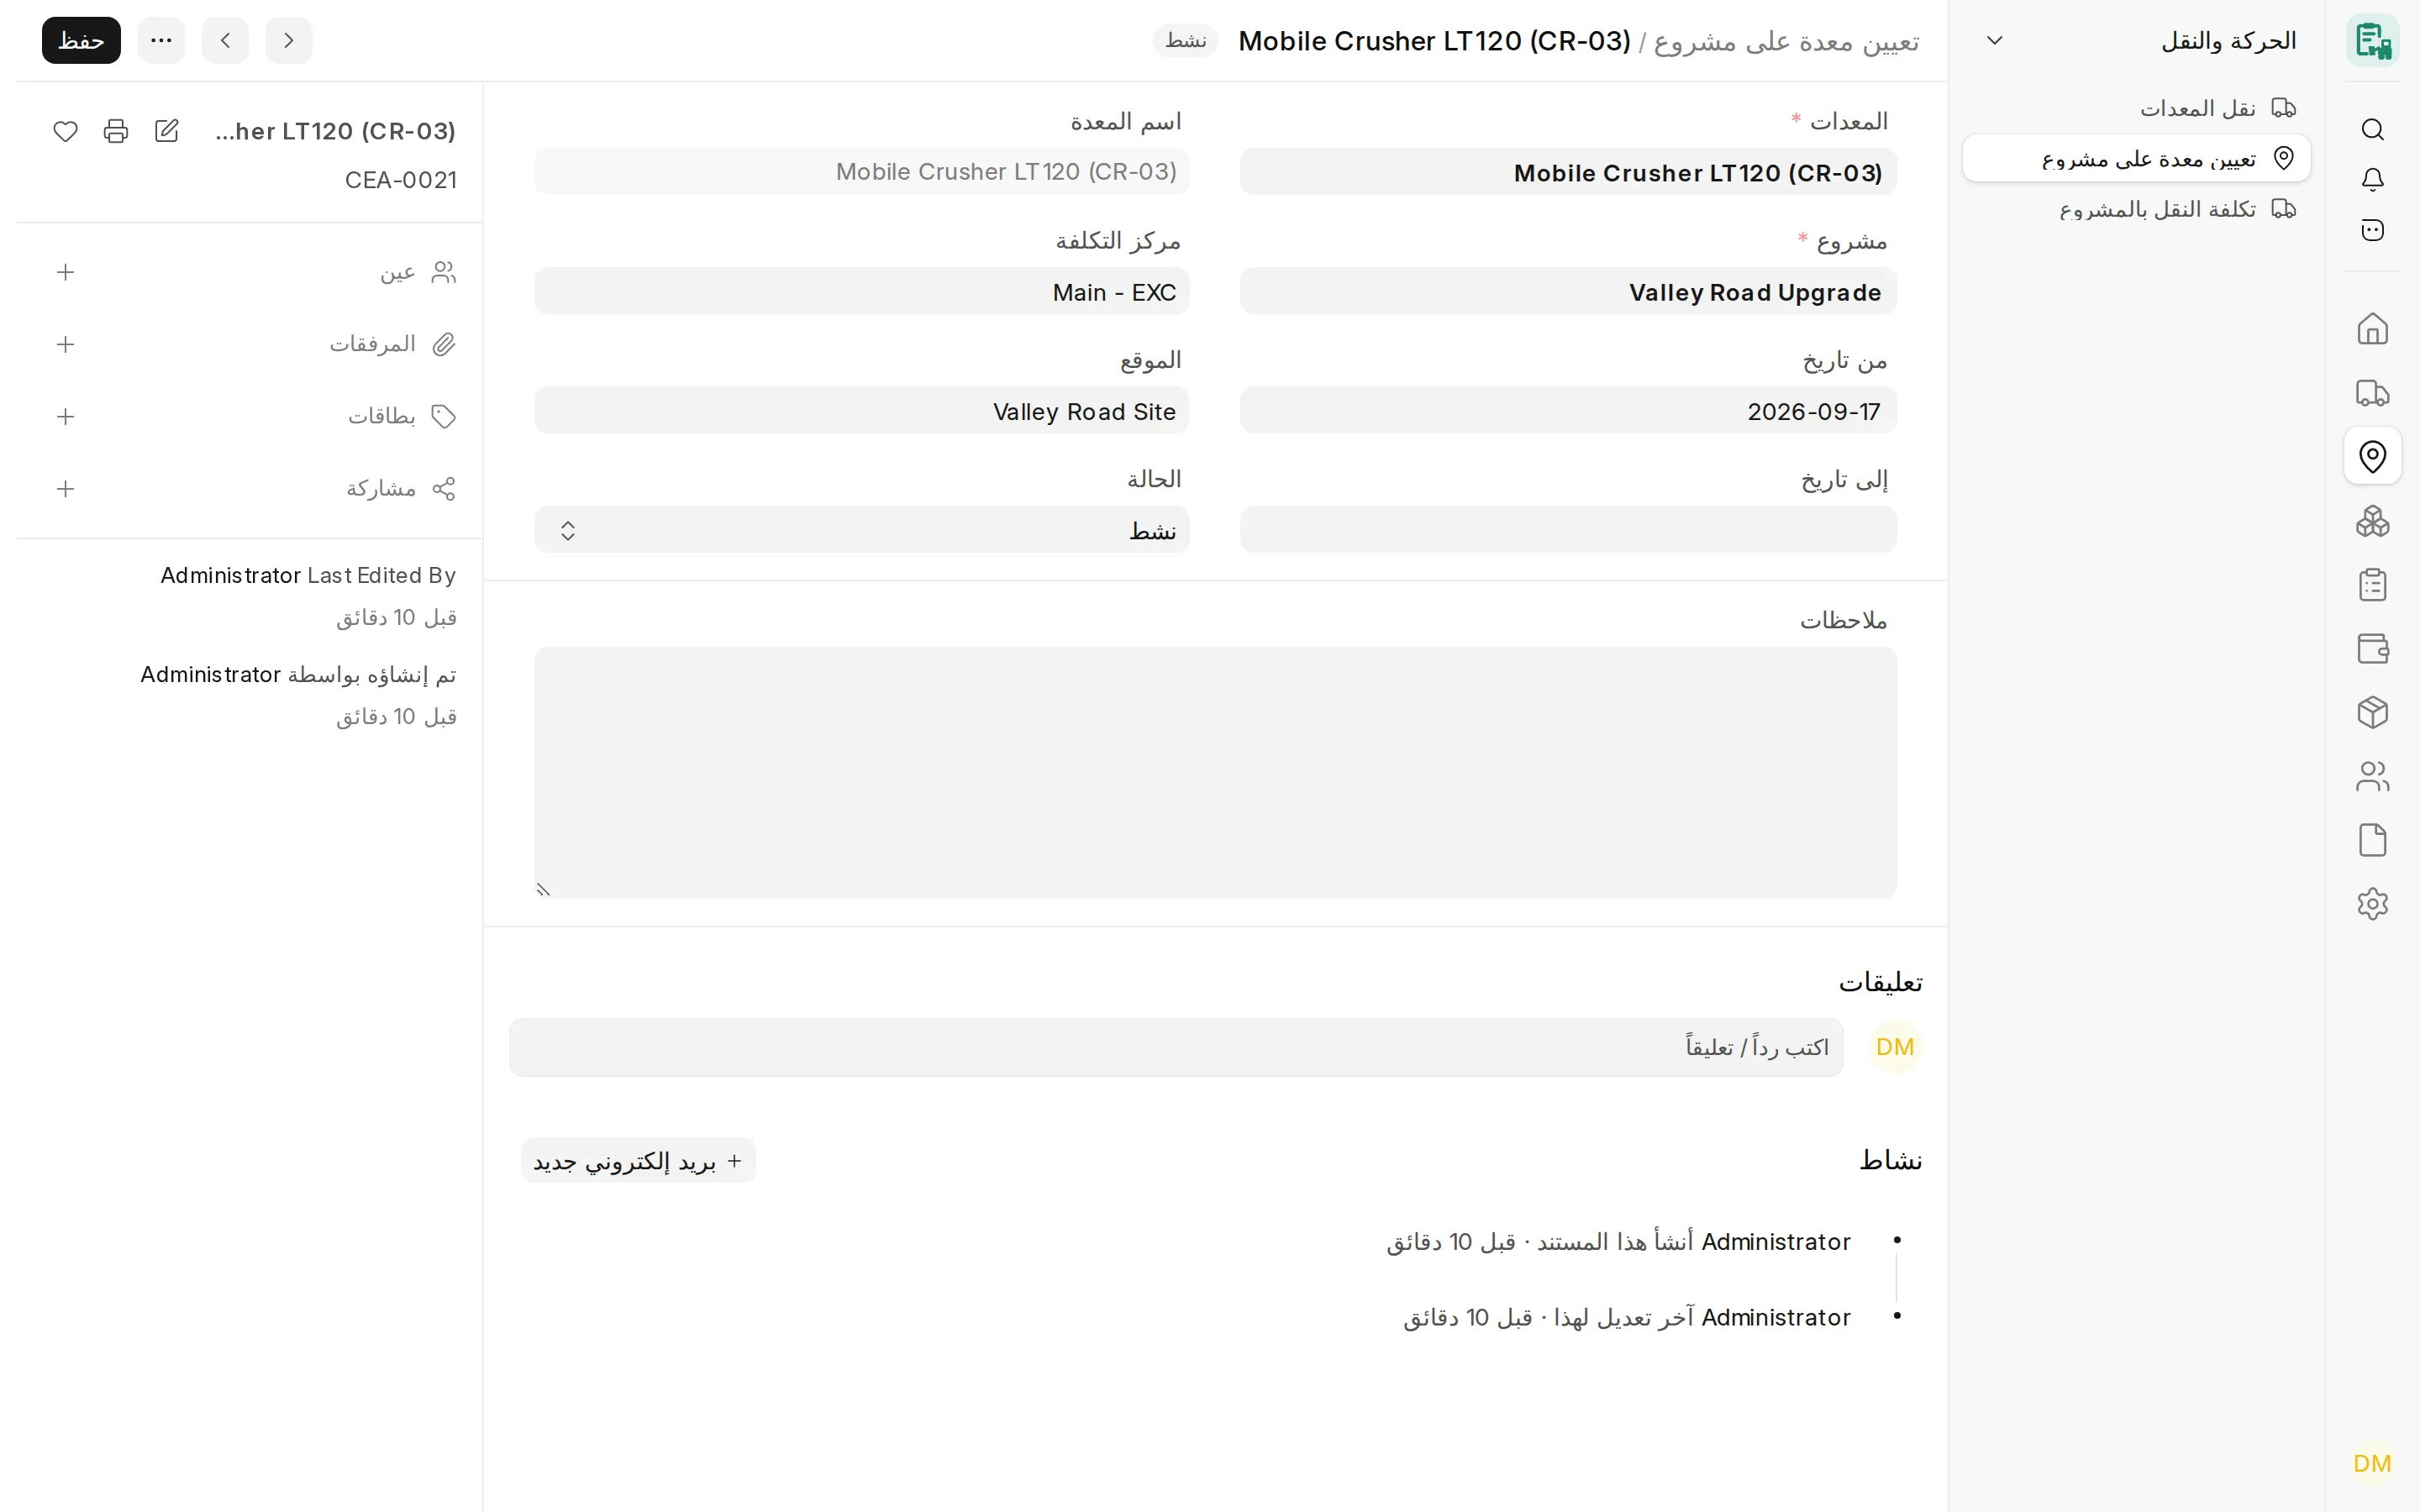 الحركة والنقل
نقل المعدات
تعيين معدة على مشروع
تكلفة النقل بالمشروع
DM
تعيين معدة على مشروع / Mobile Crusher LT120 (CR-03) نشط
حفظ
المعدات *
Mobile Crusher LT120 (CR-03)
اسم المعدة
Mobile Crusher LT120 (CR-03)
مشروع *
Valley Road Upgrade
مركز التكلفة
Main - EXC
من تاريخ
2026-09-17
الموقع
Valley Road Site
إلى تاريخ
الحالة
نشط
ملاحظات
تعليقات
DM
اكتب رداً / تعليقاً
نشاط
+ بريد إلكتروني جديد
Administrator أنشأ هذا المستند · قبل 10 دقائق
Administrator آخر تعديل لهذا · قبل 10 دقائق
...her LT120 (CR-03)
CEA-0021
عين
المرفقات
بطاقات
مشاركة
Administrator Last Edited By
قبل 10 دقائق
تم إنشاؤه بواسطة Administrator
قبل 10 دقائق